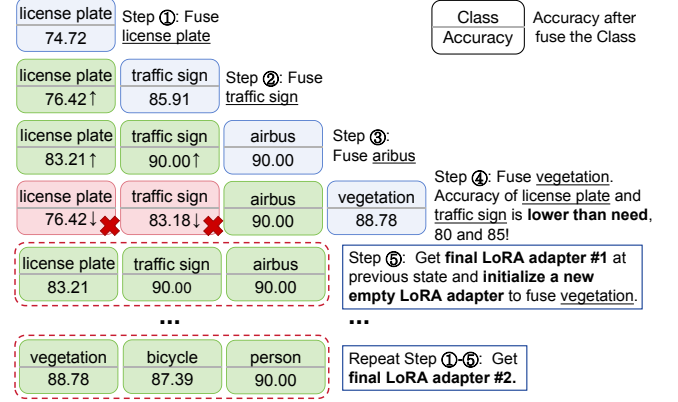 license plate
74.72
Step ①: Fuse
license plate
Class
Accuracy
Accuracy after
fuse the Class
license plate
76.42↑
traffic sign
85.91
Step ②: Fuse
traffic sign
license plate
83.21↑
traffic sign
90.00↑
airbus
90.00
Step ③:
Fuse aribus
license plate
76.42↓
traffic sign
83.18↓
airbus
90.00
vegetation
88.78
Step ④: Fuse vegetation.
Accuracy of license plate and
traffic sign is lower than need,
80 and 85!
license plate
83.21
traffic sign
90.00
airbus
90.00
Step ⑤: Get final LoRA adapter #1 at
previous state and initialize a new
empty LoRA adapter to fuse vegetation.
...
...
vegetation
88.78
bicycle
87.39
person
90.00
Repeat Step ①-⑤: Get
final LoRA adapter #2.